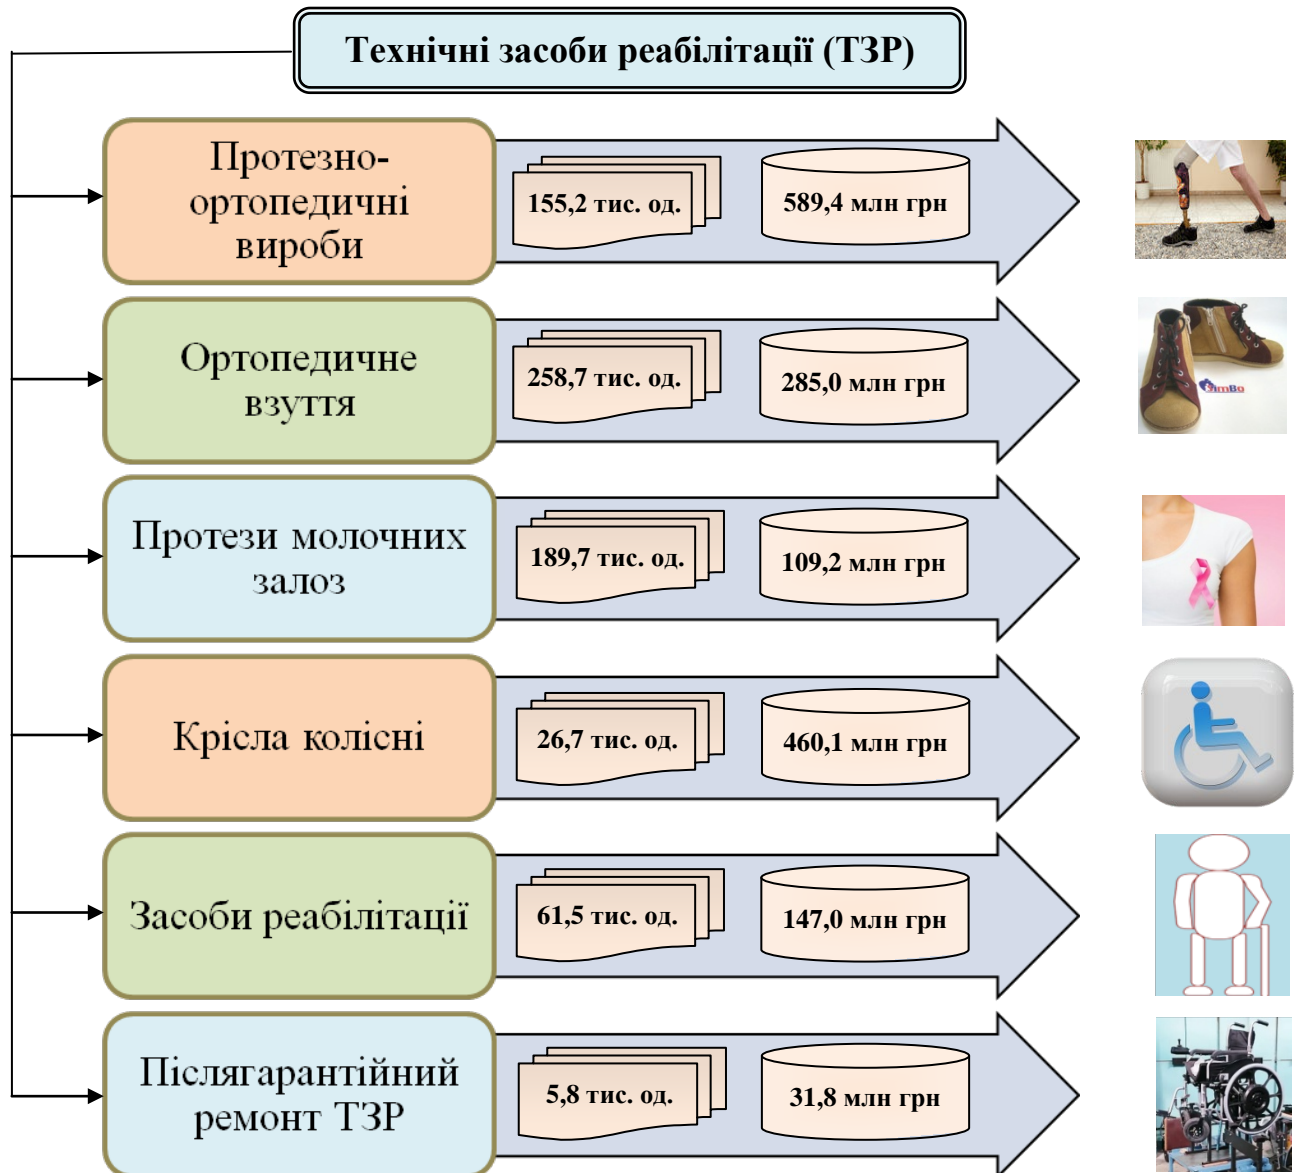 Технічні засоби реабілітації (ТЗР)
Протезно-
ортопедичні
вироби
155,2 тис. од.
589,4 млн грн
Ортопедичне
взуття
258,7 тис. од.
285,0 млн грн
SimBo
Протези молочних
залоз
189,7 тис. од.
109,2 млн грн
Крісла колісні
26,7 тис. од.
460,1 млн грн
Засоби реабілітації
61,5 тис. од.
147,0 млн грн
Післягарантійний
ремонт ТЗР
5,8 тис. од.
31,8 млн грн